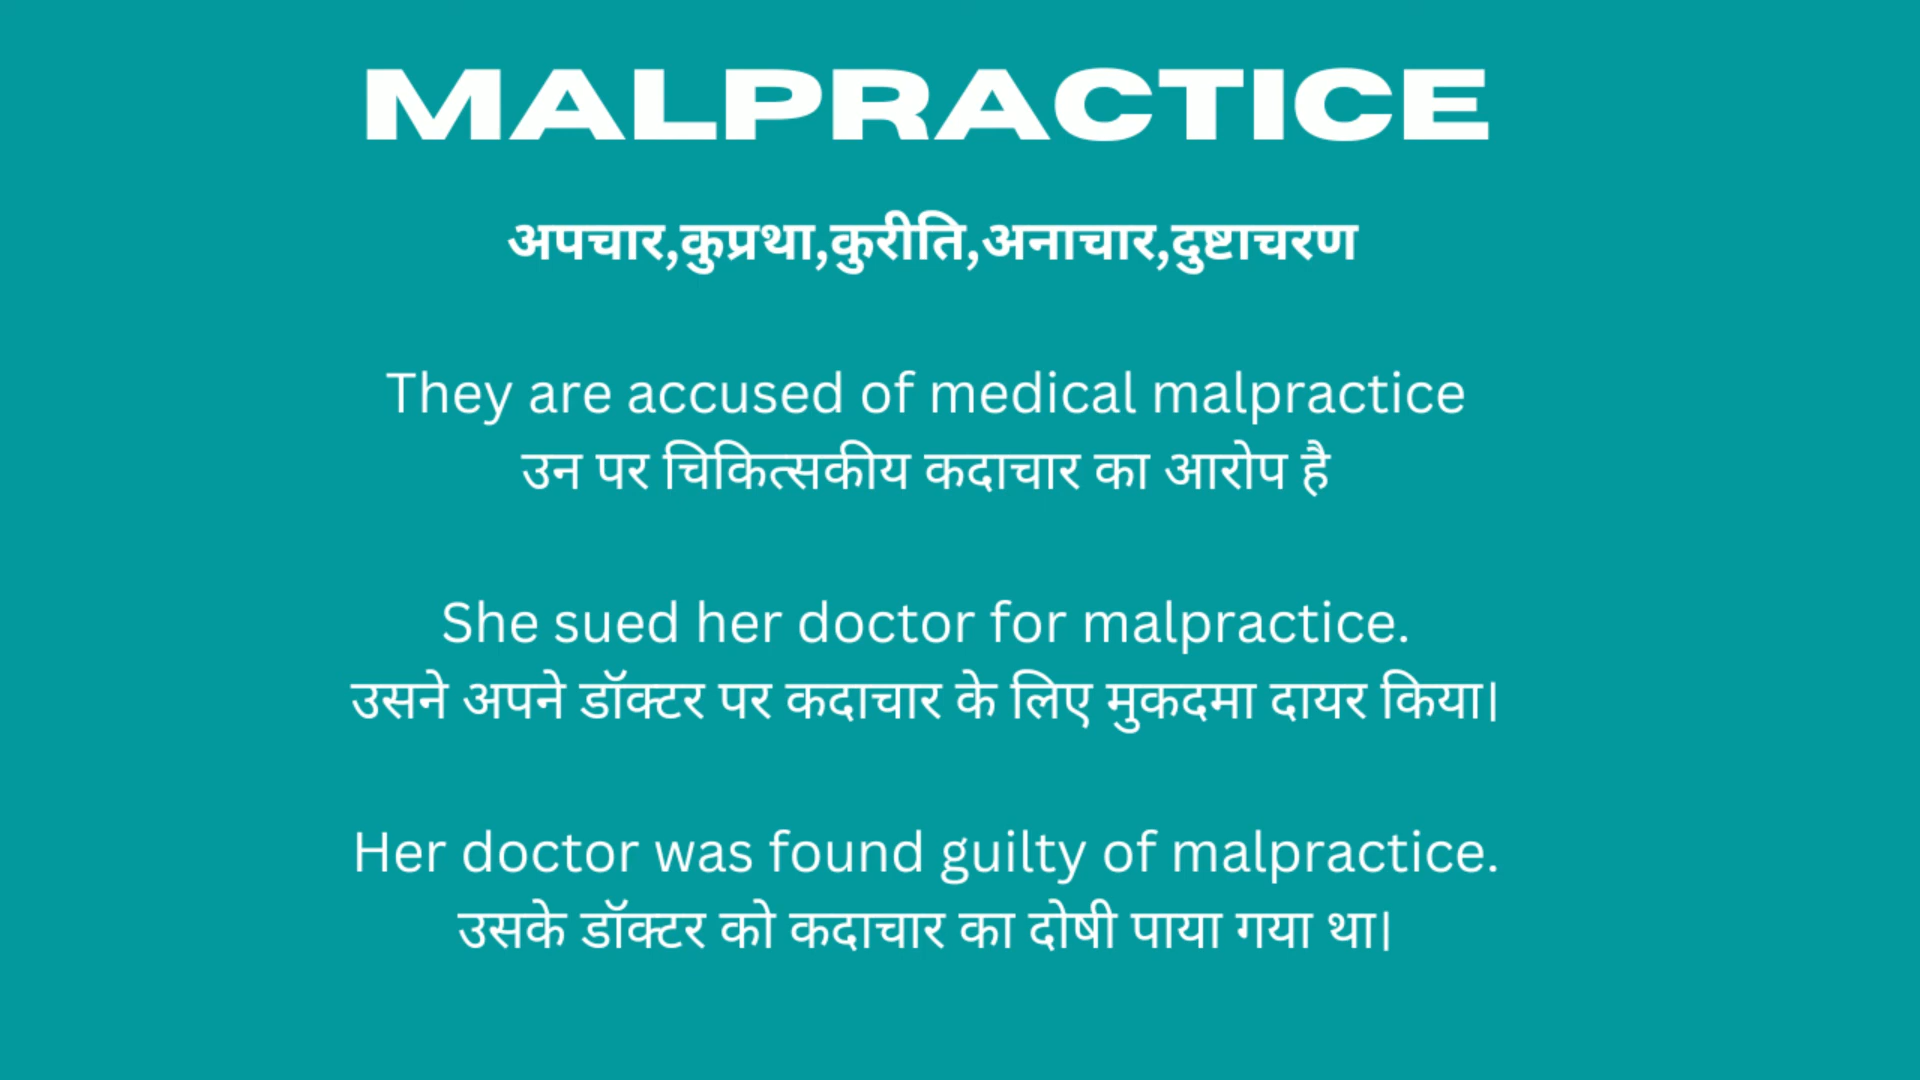 MALPRACTICE
अपचार,कुप्रथा,कुरीति,अनाचार,दुष्टाचरण
They are accused of medical malpractice
उन पर चिकित्सकीय कदाचार का आरोप है
She sued her doctor for malpractice.
उसने अपने डॉक्टर पर कदाचार के लिए मुकदमा दायर किया।
Her doctor was found guilty of malpractice.
उसके डॉक्टर को कदाचार का दोषी पाया गया था।